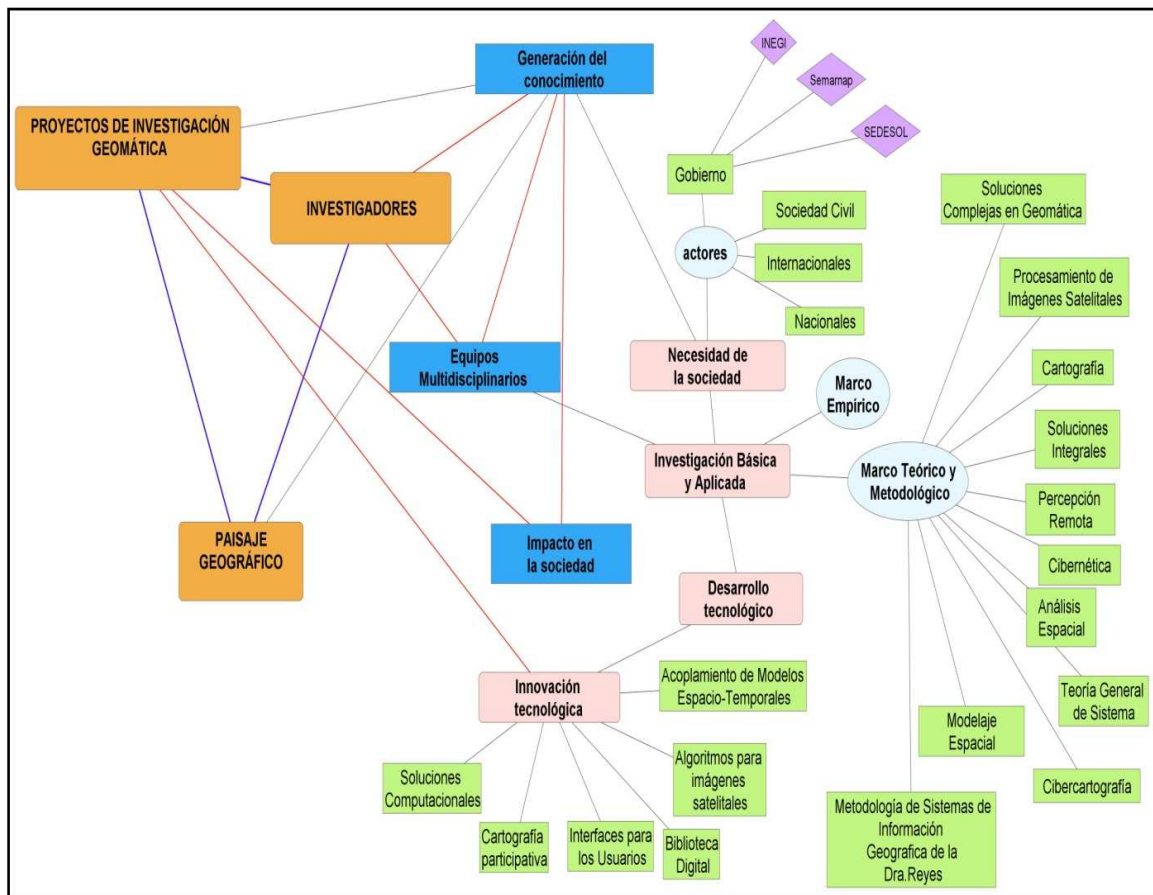 Generación del
conocimiento
INEGI
Semarnap
SEDESOL
PROYECTOS DE INVESTIGACIÓN
GEOMÁTICA
INVESTIGADORES
Gobierno
Soluciones
Complejas en Geomática
Sociedad Civil
actores
Internacionales
Nacionales
Procesamiento de
Imágenes Satelitales
Equipos
Multidisciplinarios
Necesidad de
la sociedad
Marco
Empírico
Cartografía
Soluciones
Integrales
Investigación Básica
y Aplicada
Marco Teórico y
Metodológico
Percepción
Remota
PAISAJE
GEOGRÁFICO
Impacto en
la sociedad
Cibernética
Desarrollo
tecnológico
Análisis
Espacial
Innovación
tecnológica
Acoplamiento de Modelos
Espacio-Temporales
Teoría General
de Sistema
Modelaje
Espacial
Soluciones
Computacionales
Algoritmos para
imágenes
satelitales
Cibercartografía
Cartografía
participativa
Interfaces para
los Usuarios
Biblioteca
Digital
Metodología de Sistemas de
Información
Geografica de la
Dra.Reyes